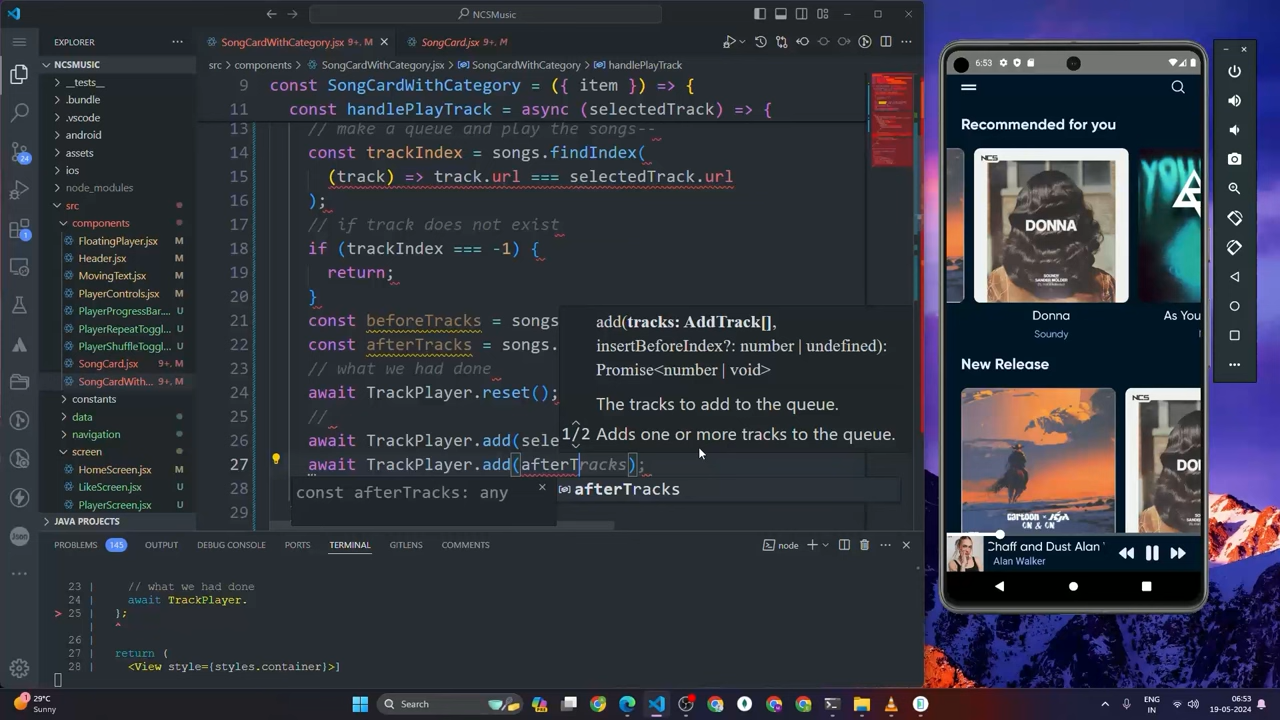 NCSMusic
EXPLORER
SongCardWithCategory.jsx 9+, M
SongCard.jsx 9+, M
NCSMUSIC
src > components > SongCardWithCategory.jsx > SongCardWithCategory > handlePlayTrack
__tests__
.bundle
.vscode
android
assets
ios
node_modules
src
components
FloatingPlayer.jsx M
Header.jsx M
MovingText.jsx M
PlayerControls.jsx M
PlayerProgressBar...
PlayerRepeatToggl...
PlayerShuffleToggl...
SongCard.jsx 9+, M
SongCardWith... 9+, M
constants
data
navigation
screen
HomeScreen.jsx M
LikeScreen.jsx M
PlayerScreen.jsx M
JAVA PROJECTS
24
1
Json
9 const SongCardWithCategory = ({ item }) => {
11 const handlePlayTrack = async (selectedTrack) => {
13 // make a queue and play the songs--
14 const trackIndex = songs.findIndex(
15 (track) => track.url === selectedTrack.url
16 );
17 // if track does not exist
18 if (trackIndex === -1) {
19 return;
20 }
21 const beforeTracks = songs
22 const afterTracks = songs.
23 // what we had done
24 await TrackPlayer.reset();
25 //
26 await TrackPlayer.add(sele
27 await TrackPlayer.add(afterTracks);
28
29
add(tracks: AddTrack[],
insertBeforeIndex?: number | undefined):
Promise<number | void>
The tracks to add to the queue.
1/2 Adds one or more tracks to the queue.
const afterTracks: any
afterTracks
PROBLEMS 145 OUTPUT DEBUG CONSOLE PORTS TERMINAL GITLENS COMMENTS
node
23 | // what we had done
24 | await TrackPlayer.
> 25 | };
| ^
26 |
27 | return (
28 | <View style={styles.container}>]
6:53
Recommended for you
NCS
DONNA
Donna
Soundy
As You
New Release
cartoon
Chaff and Dust Alan
Alan Walker
29°C
Sunny
Search
ENG
IN
06:53
19-05-2024